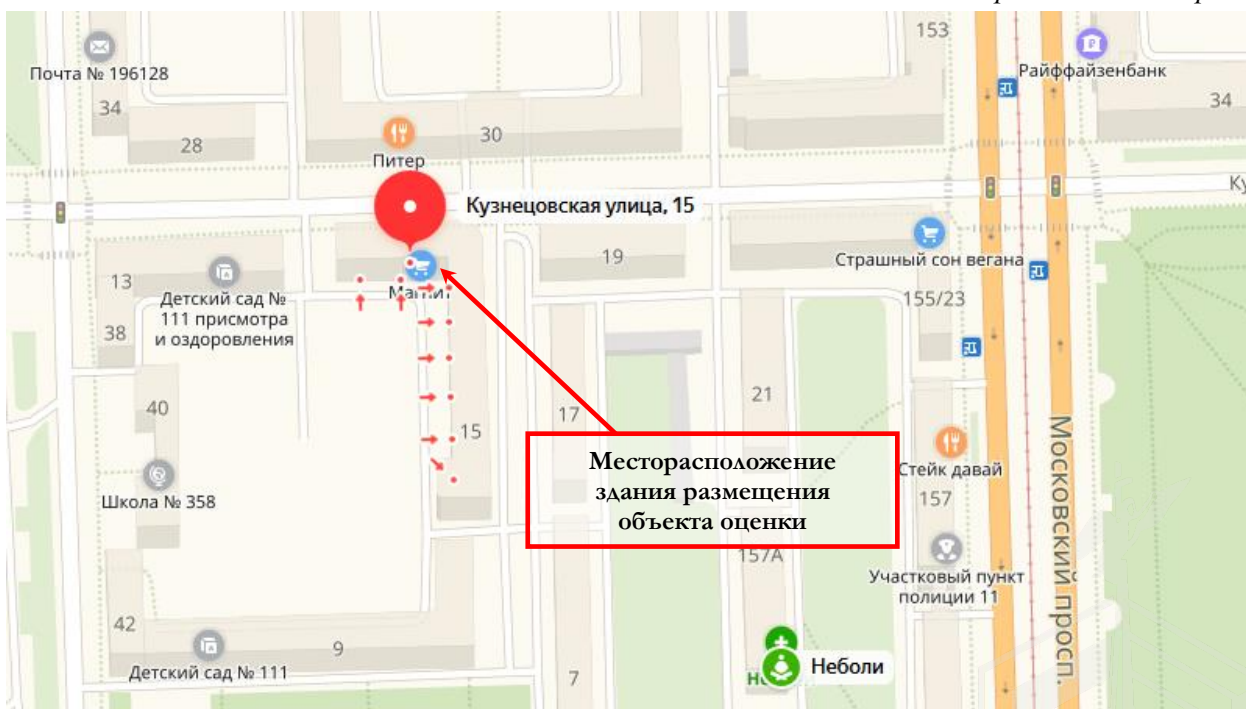 153
Райффайзенбанк
Почта № 196128
34
34
28
30
Питер
Кузнецовская улица, 15
19
Страшный сон вегана
13
Детский сад №
111 присмотра
и оздоровления
Магнит
155/23
38
40
21
17
15
Месторасположение
здания размещения
объекта оценки
Стейк давай
157
Школа № 358
157А
Участковый пункт
полиции 11
Московский просп.
42
9
Детский сад № 111
7
Неболи